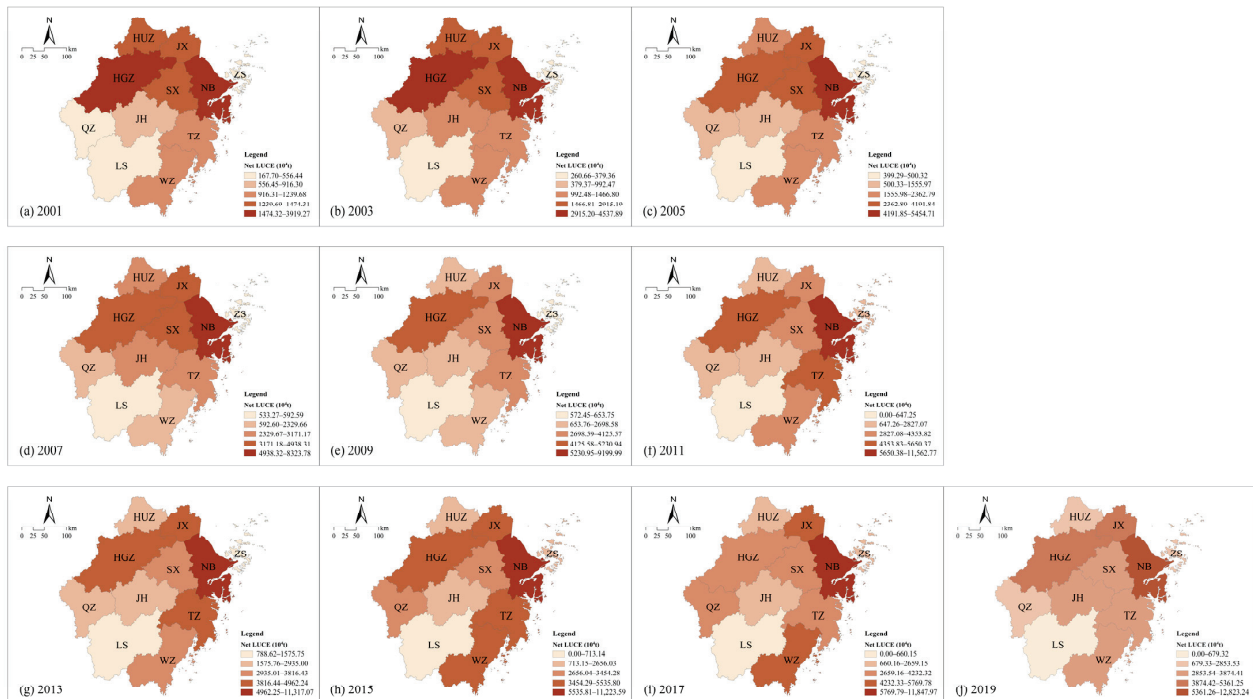 N
0 25 50 100 km
HUZ
JX
HGZ
SX
NB
ZS
JH
QZ
TZ
LS
WZ
Legend
Net LUCE (10⁴t)
167.70–556.44
556.45–916.30
916.31–1239.68
1474.32–3919.27
(a) 2001
N
0 25 50 100 km
HUZ
JX
HGZ
SX
NB
ZS
JH
QZ
TZ
LS
WZ
Legend
Net LUCE (10⁴t)
260.66–379.36
379.37–992.47
992.48–1466.80
2915.20–4537.89
(b) 2003
N
0 25 50 100 km
HUZ
JX
HGZ
SX
NB
ZS
JH
QZ
TZ
LS
WZ
Legend
Net LUCE (10⁴t)
399.29–500.32
500.33–1555.97
1555.98–2362.79
4191.85–5454.71
(c) 2005
N
0 25 50 100 km
HUZ
JX
HGZ
SX
NB
ZS
JH
QZ
TZ
LS
WZ
Legend
Net LUCE (10⁴t)
533.27–592.59
592.60–2329.66
2329.67–3171.17
3171.18–4938.31
4938.32–8323.78
(d) 2007
N
0 25 50 100 km
HUZ
JX
HGZ
SX
NB
ZS
JH
QZ
TZ
LS
WZ
Legend
Net LUCE (10⁴t)
572.45–653.75
653.76–2698.58
2698.59–4123.37
5230.95–9199.99
(e) 2009
N
0 25 50 100 km
HUZ
JX
HGZ
SX
NB
ZS
JH
QZ
TZ
LS
WZ
Legend
Net LUCE (10⁴t)
0.00–647.25
647.26–2827.07
2827.08–4353.82
4353.83–5650.37
5650.38–11,562.77
(f) 2011
N
0 25 50 100 km
HUZ
JX
HGZ
SX
NB
ZS
JH
QZ
TZ
LS
WZ
Legend
Net LUCE (10⁴t)
788.62–1575.75
1575.76–2935.00
2935.01–3816.43
3816.44–4962.24
4962.25–11,317.07
(g) 2013
N
0 25 50 100 km
HUZ
JX
HGZ
SX
NB
ZS
JH
QZ
TZ
LS
WZ
Legend
Net LUCE (10⁴t)
0.00–713.14
713.15–2656.03
2656.04–3454.28
3454.29–5535.80
5535.81–11,223.59
(h) 2015
N
0 25 50 100 km
HUZ
JX
HGZ
SX
NB
ZS
JH
QZ
TZ
LS
WZ
Legend
Net LUCE (10⁴t)
0.00–660.15
660.16–2659.15
2659.16–4232.32
4232.33–5769.78
5769.79–11,847.97
(i) 2017
N
0 25 50 100 km
HUZ
JX
HGZ
SX
NB
ZS
JH
QZ
TZ
LS
WZ
Legend
Net LUCE (10⁴t)
0.00–679.32
679.33–2853.53
2853.54–3874.41
3874.42–5361.25
5361.26–12,823.24
(j) 2019